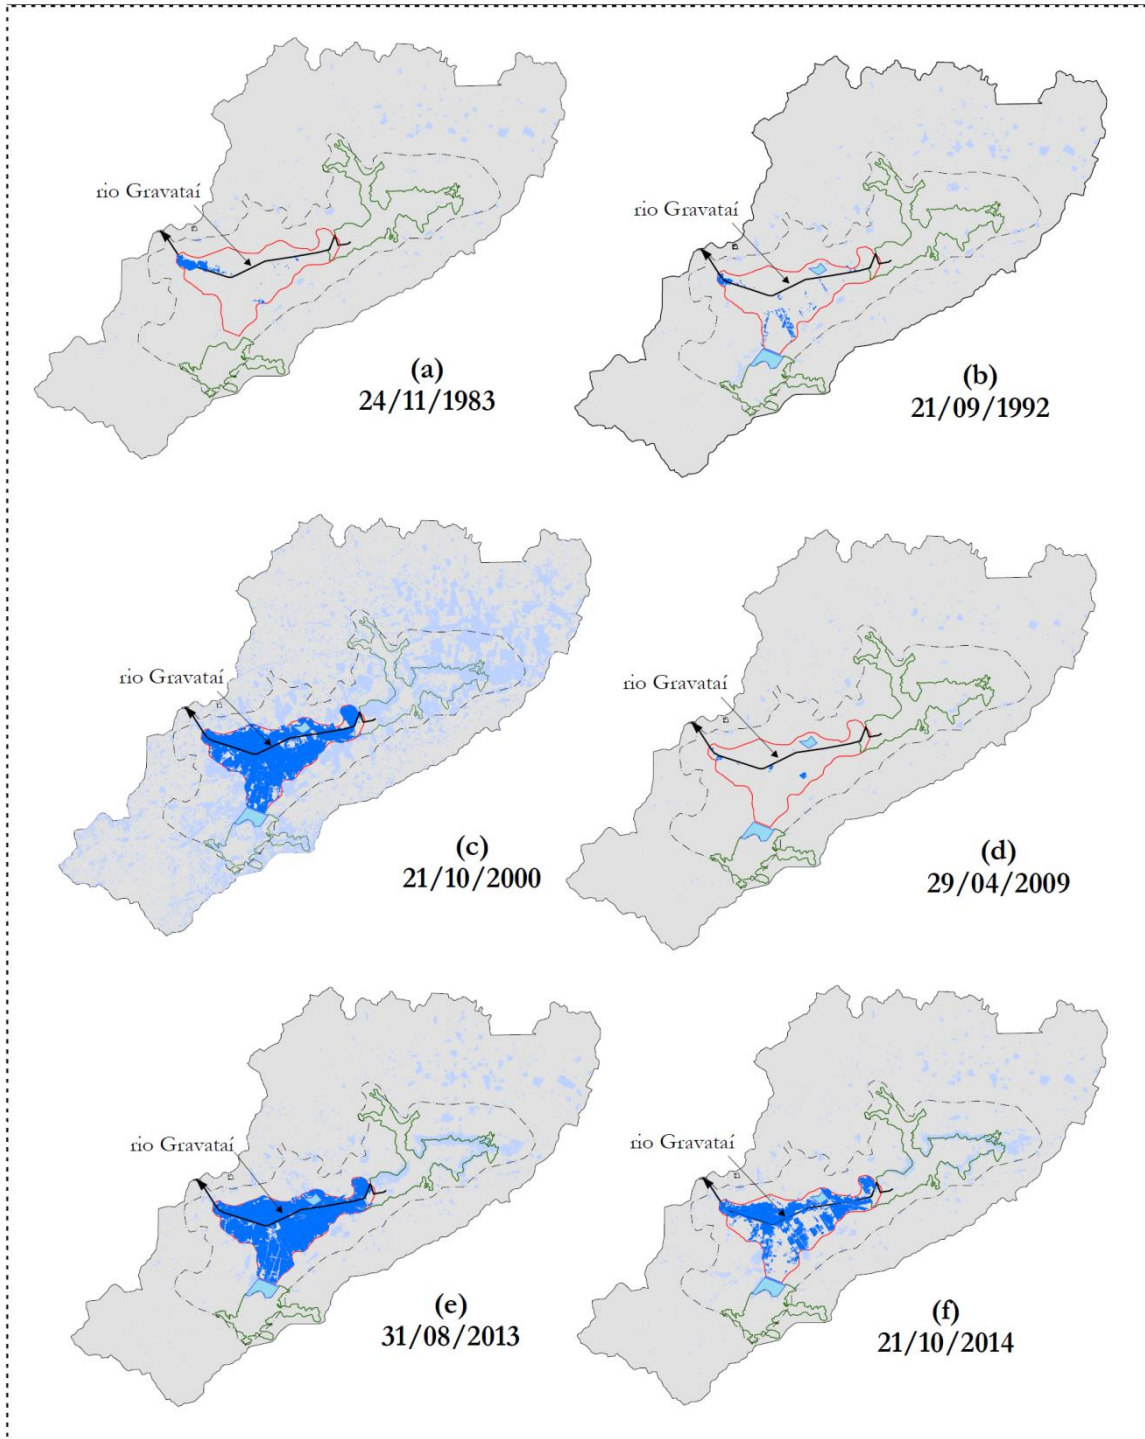 rio Gravataí
(a)
24/11/1983
rio Gravataí
(b)
21/09/1992
rio Gravataí
(c)
21/10/2000
rio Gravataí
(d)
29/04/2009
rio Gravataí
(e)
31/08/2013
rio Gravataí
(f)
21/10/2014